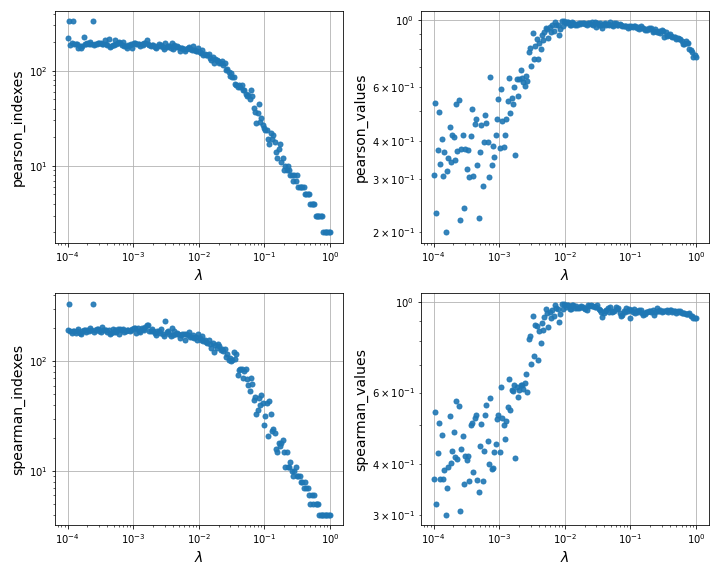 pearson_indexes
10²
10¹
10⁻⁴ 10⁻³ 10⁻² 10⁻¹ 10⁰
λ
pearson_values
10⁰
6 × 10⁻¹
4 × 10⁻¹
3 × 10⁻¹
2 × 10⁻¹
10⁻⁴ 10⁻³ 10⁻² 10⁻¹ 10⁰
λ
spearman_indexes
10²
10¹
10⁻⁴ 10⁻³ 10⁻² 10⁻¹ 10⁰
λ
spearman_values
10⁰
6 × 10⁻¹
4 × 10⁻¹
3 × 10⁻¹
10⁻⁴ 10⁻³ 10⁻² 10⁻¹ 10⁰
λ